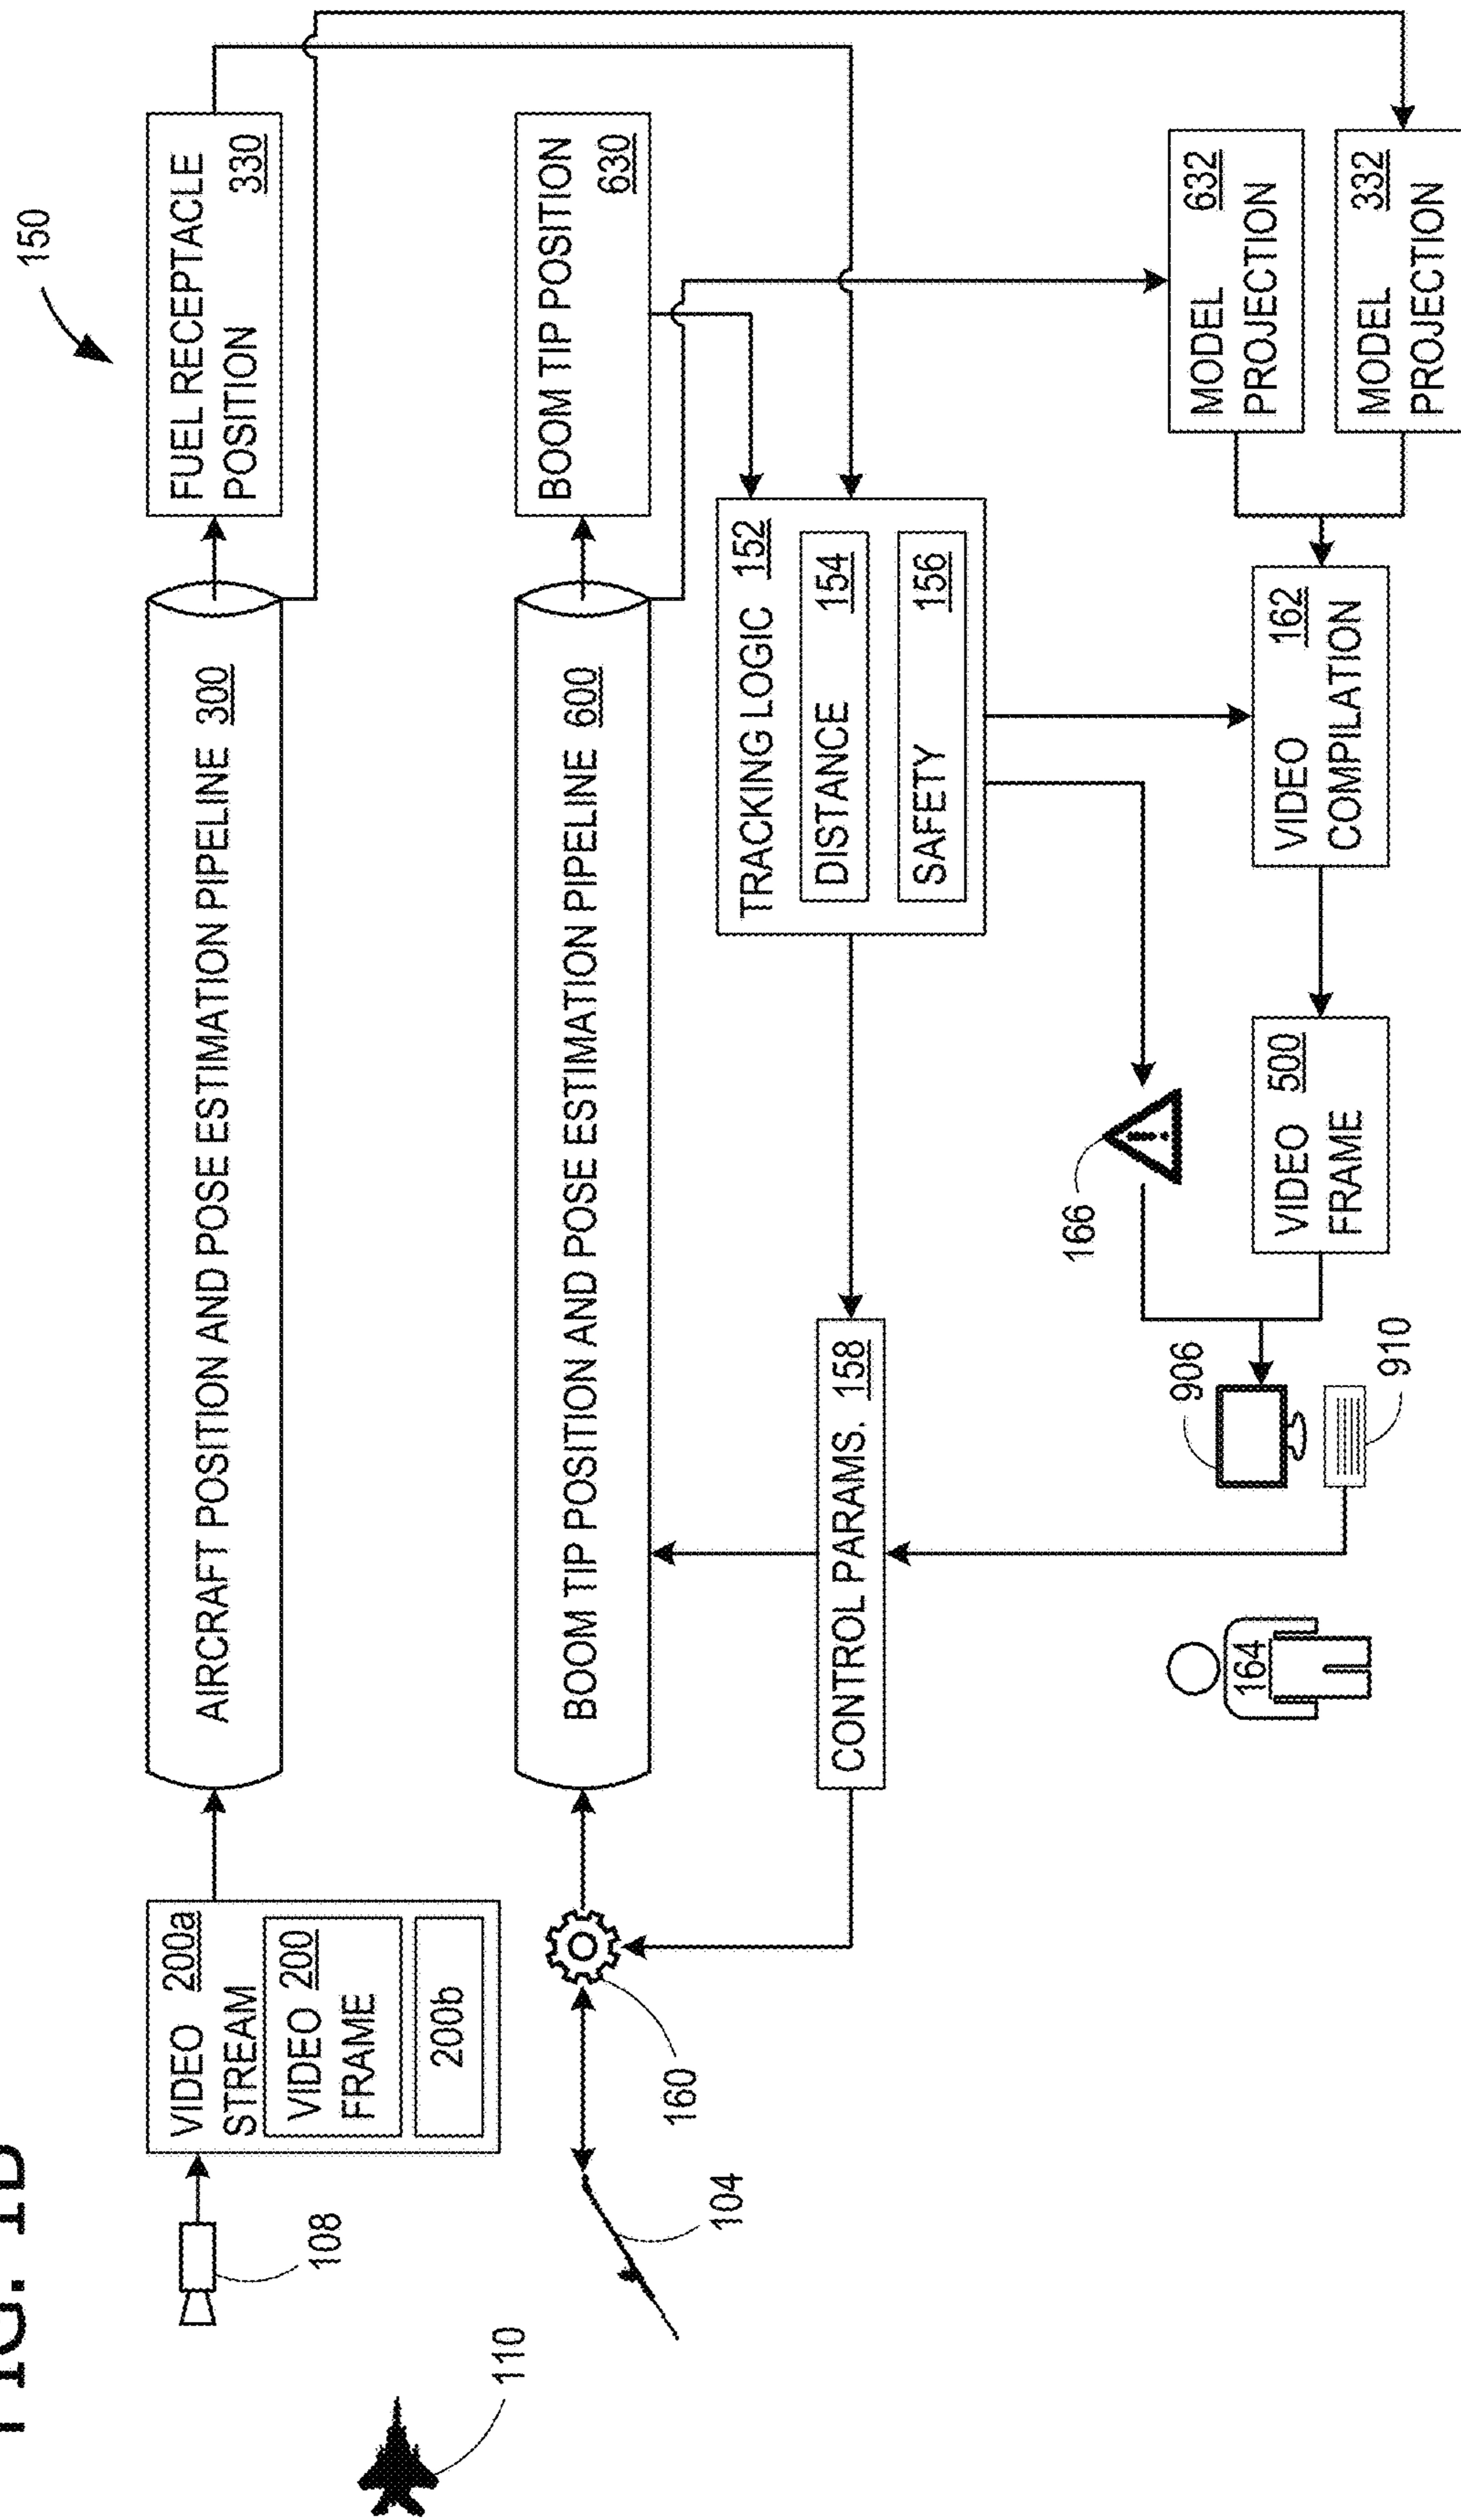 FIG. 1B
150
AIRCRAFT POSITION AND POSE ESTIMATION PIPELINE 300
FUEL RECEPTACLE
POSITION 330
VIDEO 200a
STREAM
VIDEO 200
FRAME
200b
108
110
BOOM TIP POSITION AND POSE ESTIMATION PIPELINE 600
BOOM TIP POSITION
630
160
104
TRACKING LOGIC 152
DISTANCE 154
SAFETY 156
CONTROL PARAMS. 158
166
906
910
164
VIDEO 500
FRAME
VIDEO 162
COMPILATION
MODEL 632
PROJECTION
MODEL 332
PROJECTION